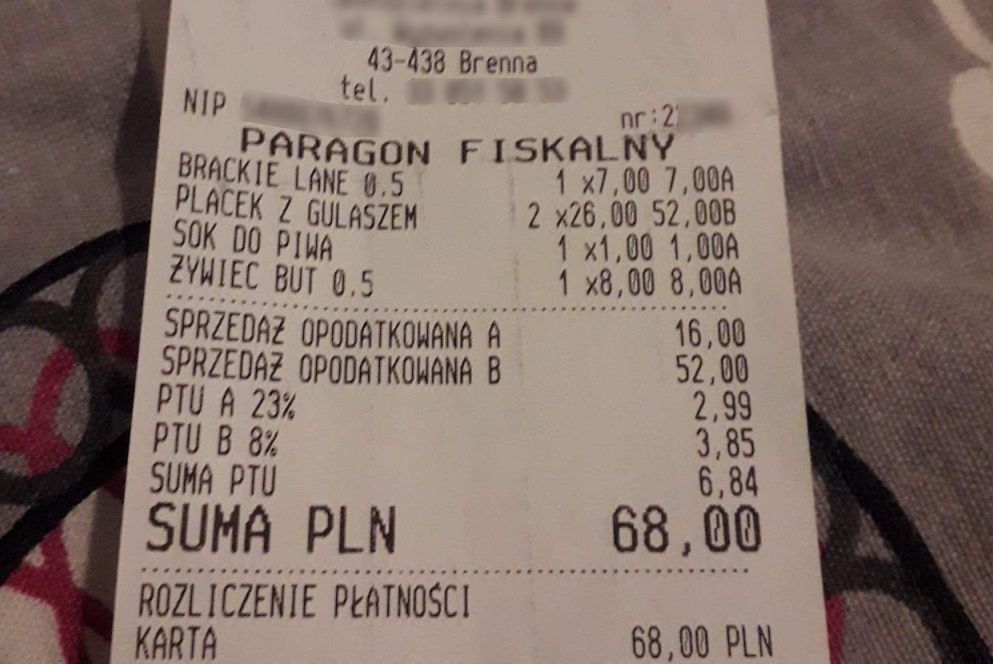 43-438 Brenna
tel.
NIP nr:2
PARAGON FISKALNY
BRACKIE LANE 0.5 1 x7,00 7,00A
PLACEK Z GULASZEM 2 x26,00 52,00B
SOK DO PIWA 1 x1,00 1,00A
ŻYWIEC BUT 0.5 1 x8,00 8,00A
SPRZEDAŻ OPODATKOWANA A 16,00
SPRZEDAŻ OPODATKOWANA B 52,00
PTU A 23% 2,99
PTU B 8% 3,85
SUMA PTU 6,84
SUMA PLN 68,00
ROZLICZENIE PŁATNOŚCI
KARTA 68,00 PLN